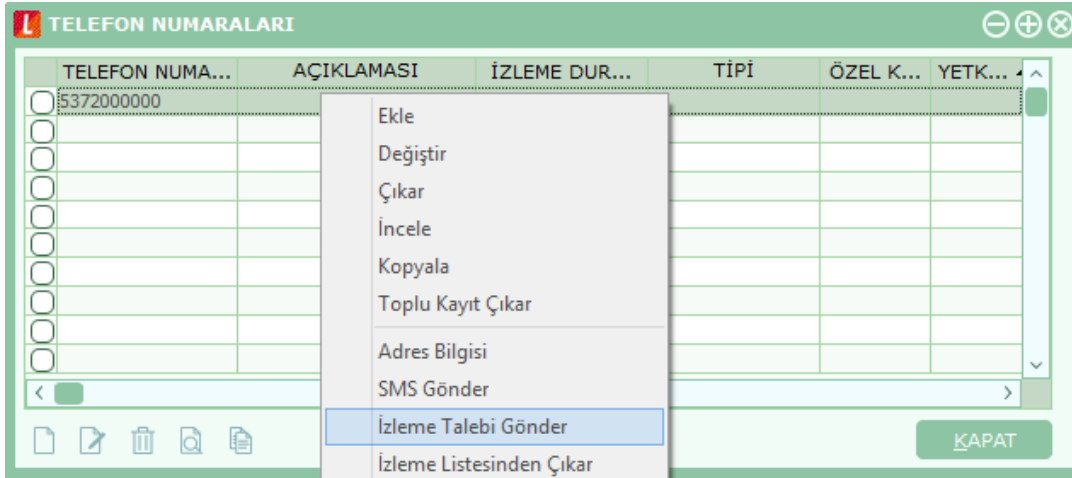 TELEFON NUMARALARI
TELEFON NUMA... AÇIKLAMASI İZLEME DUR... TİPİ ÖZEL K... YETK...
5372000000
Ekle
Değiştir
Çıkar
İncele
Kopyala
Toplu Kayıt Çıkar
Adres Bilgisi
SMS Gönder
İzleme Talebi Gönder
İzleme Listesinden Çıkar
KAPAT